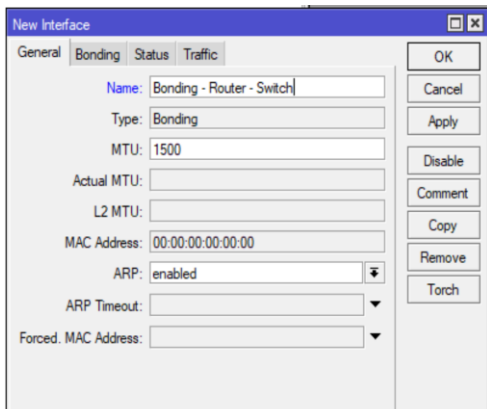 New Interface
General Bonding Status Traffic
Name: Bonding - Router - Switch
Type: Bonding
MTU: 1500
Actual MTU:
L2 MTU:
MAC Address: 00:00:00:00:00:00
ARP: enabled
ARP Timeout:
Forced. MAC Address:
OK
Cancel
Apply
Disable
Comment
Copy
Remove
Torch